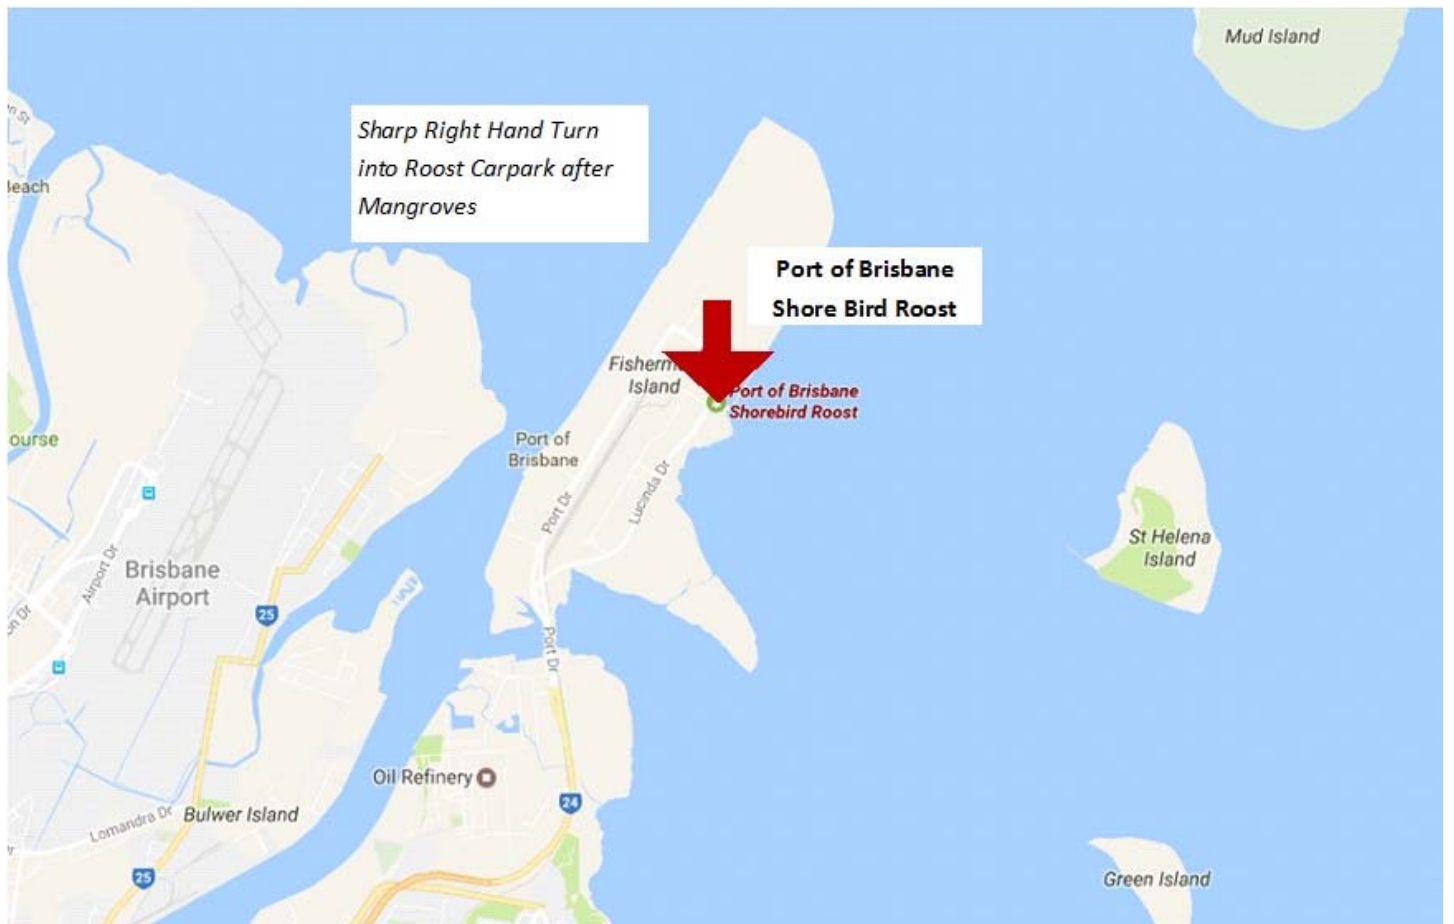 Mud Island
Sharp Right Hand Turn
into Roost Carpark after
Mangroves
Port of Brisbane
Shore Bird Roost
Fisherm
Island
Port of Brisbane
Shorebird Roost
Port of
Brisbane
Port Dr
Lucinda Dr
Brisbane
Airport
Airport Dr
St Helena
Island
25
Port Dr
Oil Refinery
24
Bulwer Island
Lomandra Dr
25
Green Island
ourse